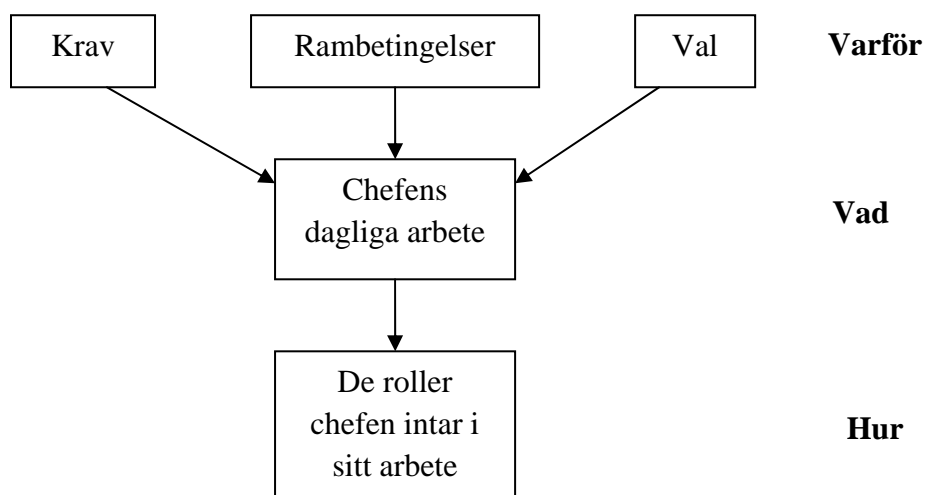 Krav
Rambetingelser
Val
Varför
Chefens
dagliga arbete
Vad
De roller
chefen intar i
sitt arbete
Hur